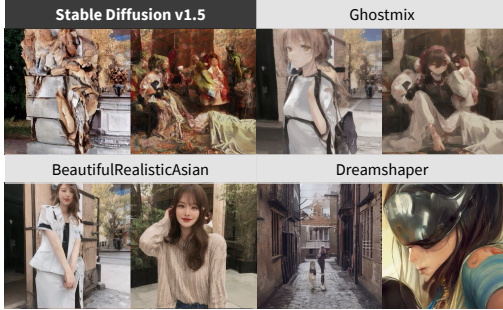 Stable Diffusion v1.5
Ghostmix
BeautifulRealisticAsian
Dreamshaper